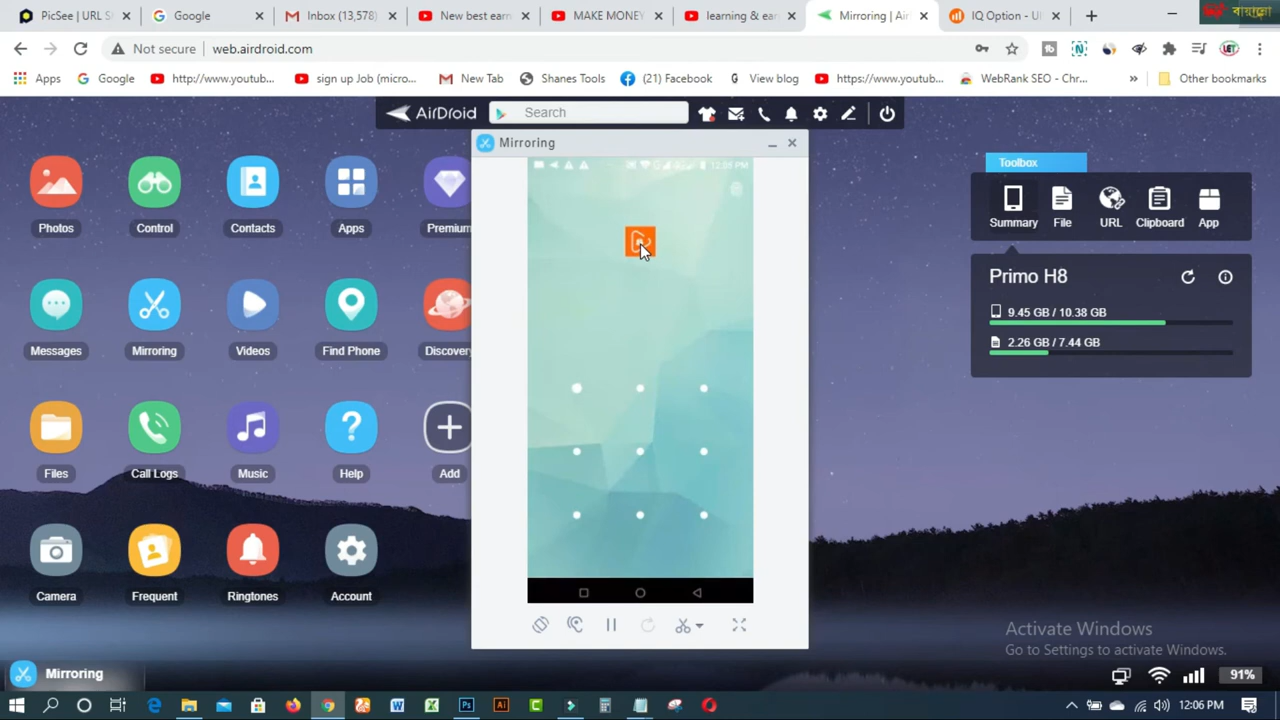 PicSee | URL S
Google
Inbox (13,578)
New best earn
MAKE MONEY
learning & ear
Mirroring | Air
IQ Option - U
বায়ান্নো
Not secure
web.airdroid.com
Apps
Google
http://www.youtub...
sign up Job (micro...
New Tab
Shanes Tools
(21) Facebook
View blog
https://www.youtub...
WebRank SEO - Chr...
»
Other bookmarks
AirDroid
Search
Mirroring
12:06 PM
Toolbox
Photos
Control
Contacts
Apps
Premium
Summary
File
URL
Clipboard
App
Primo H8
9.45 GB / 10.38 GB
2.26 GB / 7.44 GB
Messages
Mirroring
Videos
Find Phone
Discovery
Files
Call Logs
Music
Help
Add
Camera
Frequent
Ringtones
Account
Activate Windows
Go to Settings to activate Windows.
Mirroring
91%
12:06 PM